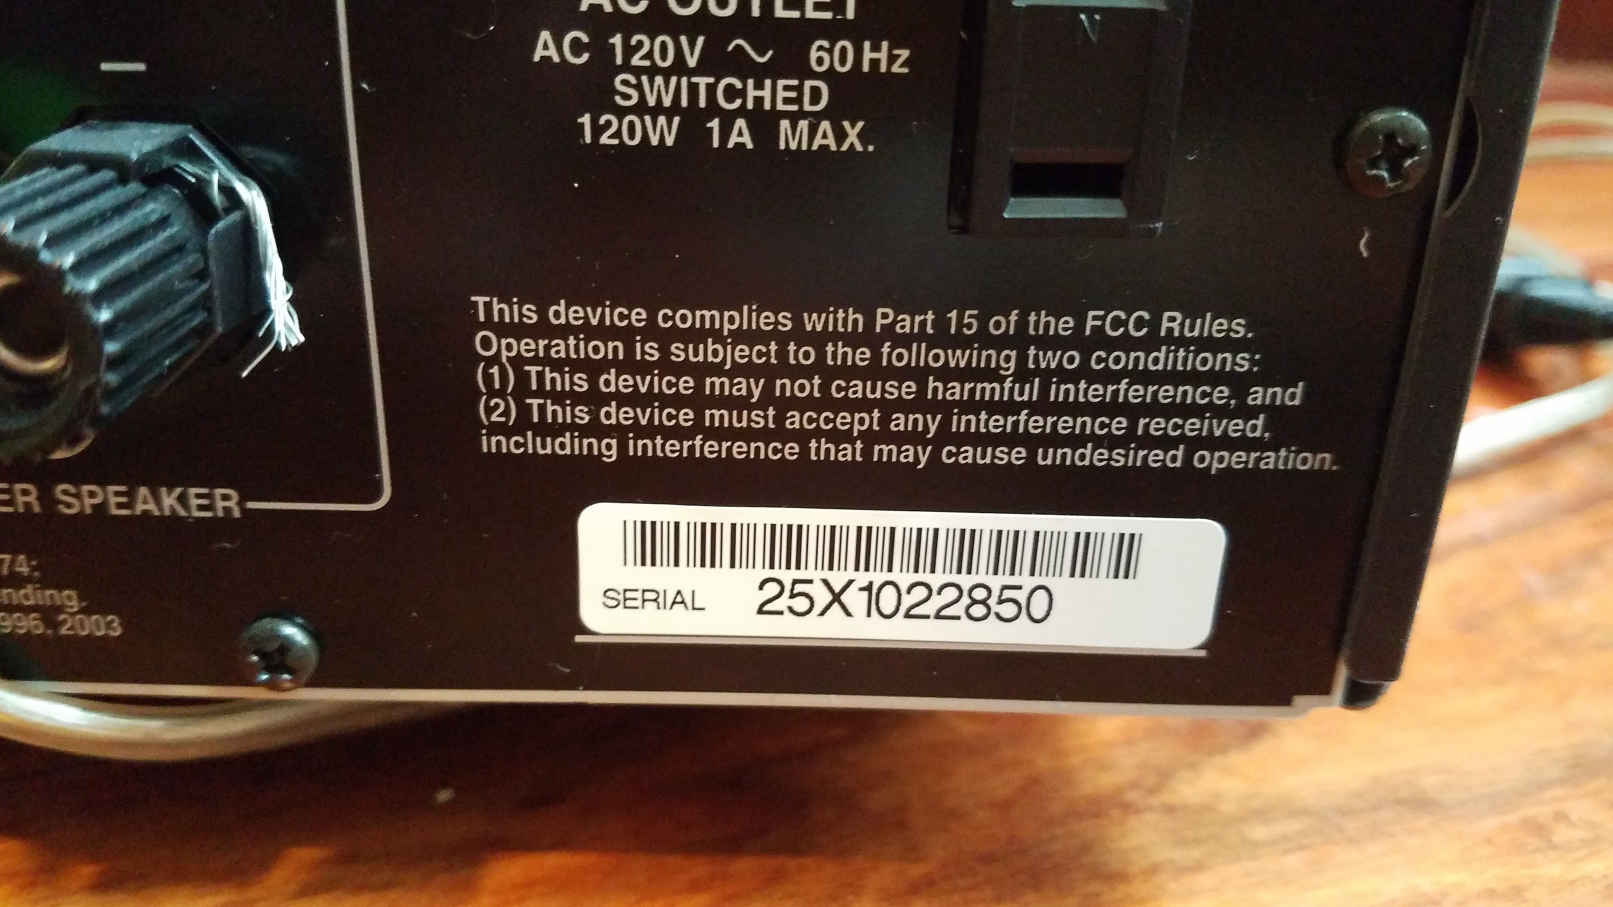 AC OUTLET
AC 120V ～ 60Hz
SWITCHED
120W 1A MAX.
–
This device complies with Part 15 of the FCC Rules.
Operation is subject to the following two conditions:
(1) This device may not cause harmful interference, and
(2) This device must accept any interference received,
including interference that may cause undesired operation.
ER SPEAKER
74;
nding.
996, 2003
SERIAL 25X1022850